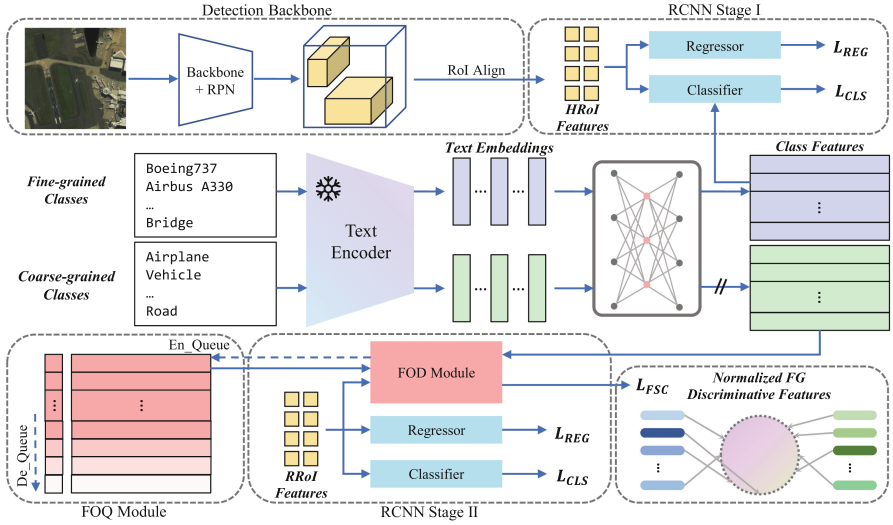 Detection Backbone
RCNN Stage I
Backbone
+ RPN
RoI Align
HRoI
Features
Regressor
Classifier
L_REG
L_CLS
Fine-grained
Classes
Boeing737
Airbus A330
…
Bridge
Coarse-grained
Classes
Airplane
Vehicle
…
Road
Text
Encoder
Text Embeddings
... ...
... ...
Class Features
⋮
//
⋮
En_Queue
De_Queue
⋮ ⋮
FOQ Module
FOD Module
RRoI
Features
Regressor
Classifier
L_REG
L_CLS
RCNN Stage II
L_FSC
Normalized FG
Discriminative Features
⋮ ⋮